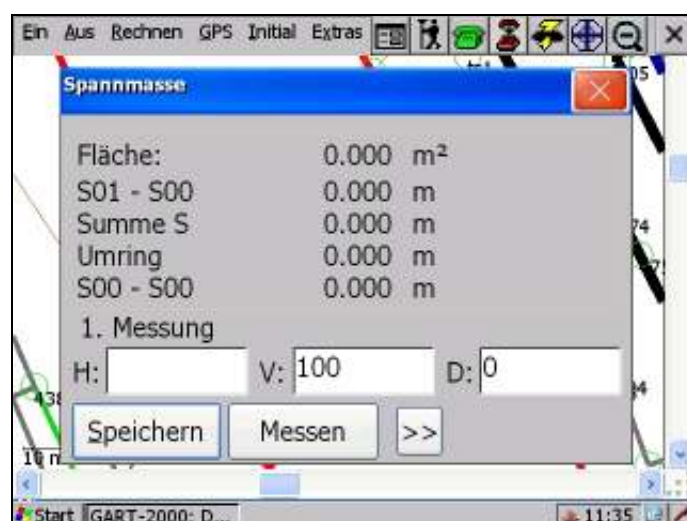 Ein Aus Rechnen GPS Initial Extras
Spannmasse
Fläche: 0.000 m²
S01 - S00 0.000 m
Summe S 0.000 m
Umring 0.000 m
S00 - S00 0.000 m
1. Messung
H: V: 100 D: 0
Speichern Messen >>
10 m
Start GART-2000: D... 11:35